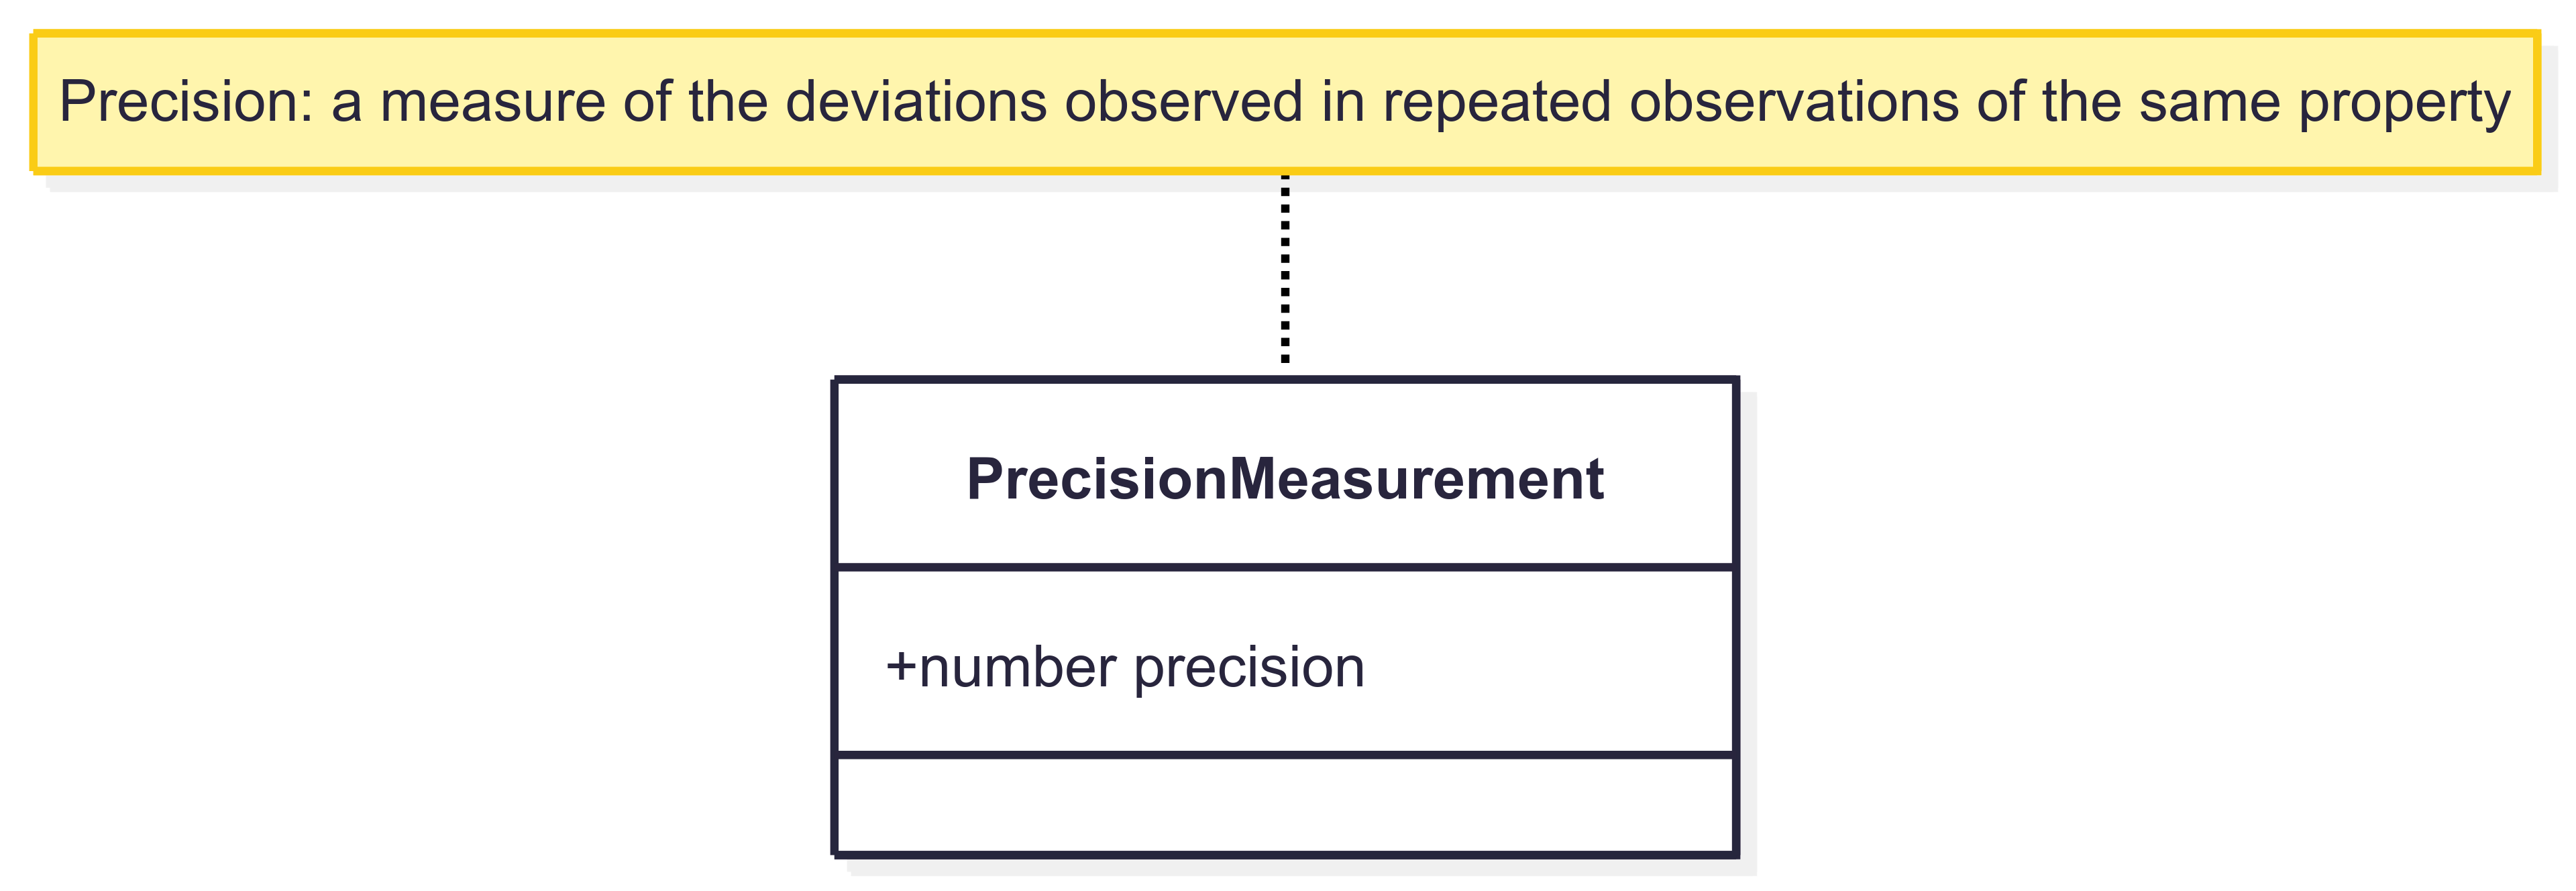 Precision: a measure of the deviations observed in repeated observations of the same property
PrecisionMeasurement
+number precision